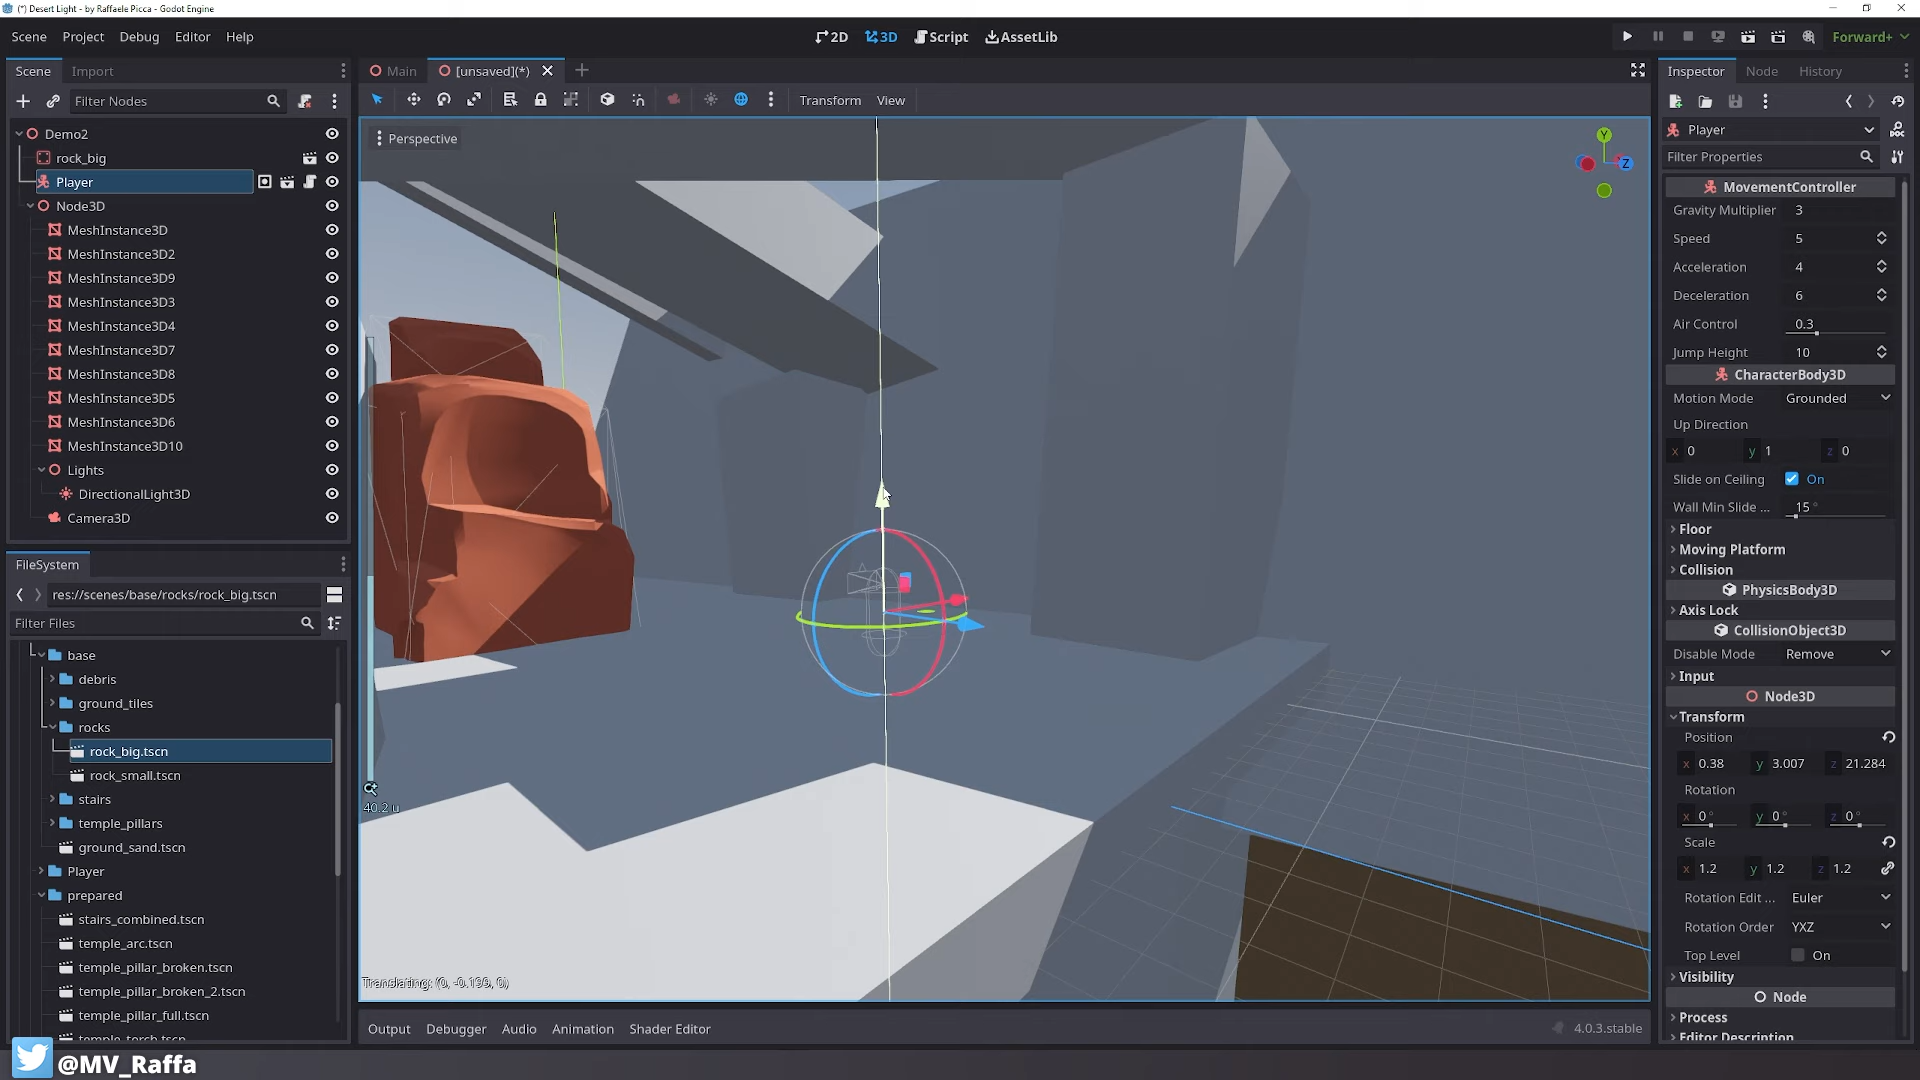 (*) Desert Light - by Raffaele Picca - Godot Engine
Scene Project Debug Editor Help
2D 3D Script AssetLib
Forward+
Scene Import
Filter Nodes
Demo2
rock_big
Player
Node3D
MeshInstance3D
MeshInstance3D2
MeshInstance3D9
MeshInstance3D3
MeshInstance3D4
MeshInstance3D7
MeshInstance3D8
MeshInstance3D5
MeshInstance3D6
MeshInstance3D10
Lights
DirectionalLight3D
Camera3D
FileSystem
res://scenes/base/rocks/rock_big.tscn
Filter Files
base
debris
ground_tiles
rocks
rock_big.tscn
rock_small.tscn
stairs
temple_pillars
ground_sand.tscn
Player
prepared
stairs_combined.tscn
temple_arc.tscn
temple_pillar_broken.tscn
temple_pillar_broken_2.tscn
temple_pillar_full.tscn
temple_torch.tscn
@MV_Raffa
Main [unsaved](*)
Transform View
Perspective
Y
Z
40.2 u
Translating: (0, -0.199, 0)
Output Debugger Audio Animation Shader Editor
4.0.3.stable
Inspector Node History
Player
Filter Properties
MovementController
Gravity Multiplier 3
Speed 5
Acceleration 4
Deceleration 6
Air Control 0.3
Jump Height 10
CharacterBody3D
Motion Mode Grounded
Up Direction
x 0 y 1 z 0
Slide on Ceiling On
Wall Min Slide ... 15 °
Floor
Moving Platform
Collision
PhysicsBody3D
Axis Lock
CollisionObject3D
Disable Mode Remove
Input
Node3D
Transform
Position
x 0.38 y 3.007 z 21.284
Rotation
x 0 ° y 0 ° z 0 °
Scale
x 1.2 y 1.2 z 1.2
Rotation Edit ... Euler
Rotation Order YXZ
Top Level On
Visibility
Node
Process
Editor Description